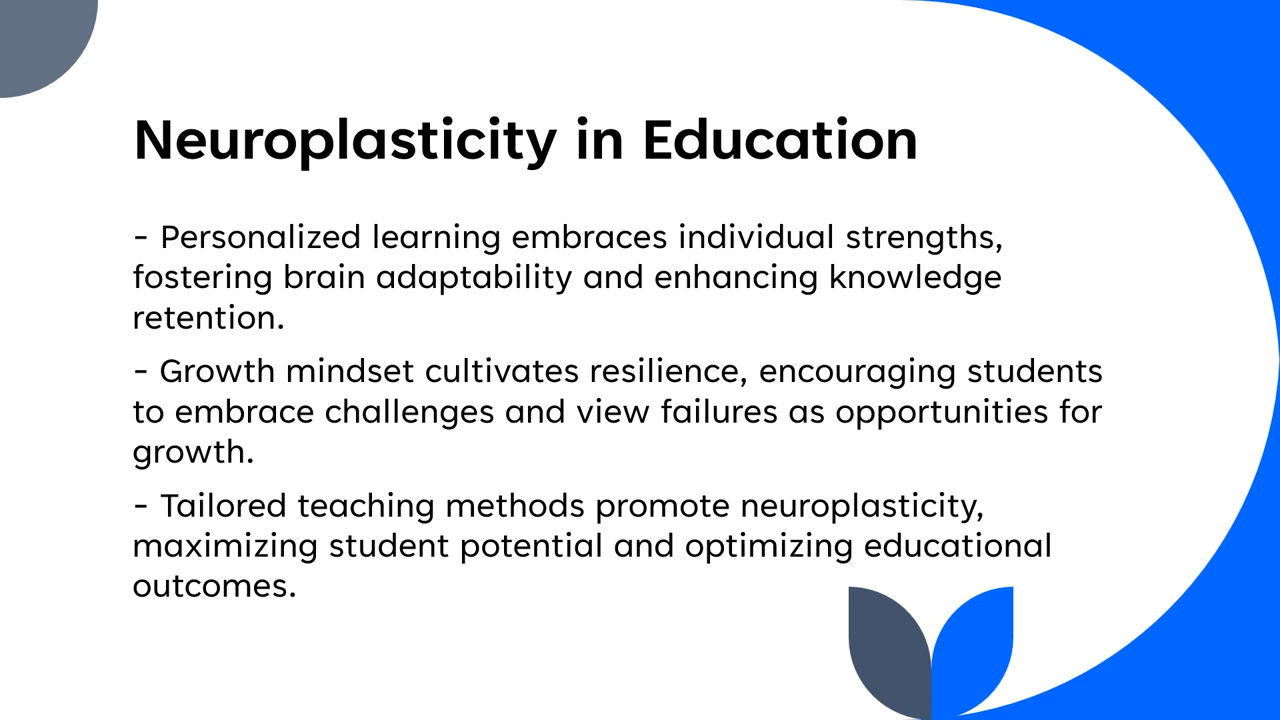 Neuroplasticity in Education
- Personalized learning embraces individual strengths,
fostering brain adaptability and enhancing knowledge
retention.
- Growth mindset cultivates resilience, encouraging students
to embrace challenges and view failures as opportunities for
growth.
- Tailored teaching methods promote neuroplasticity,
maximizing student potential and optimizing educational
outcomes.